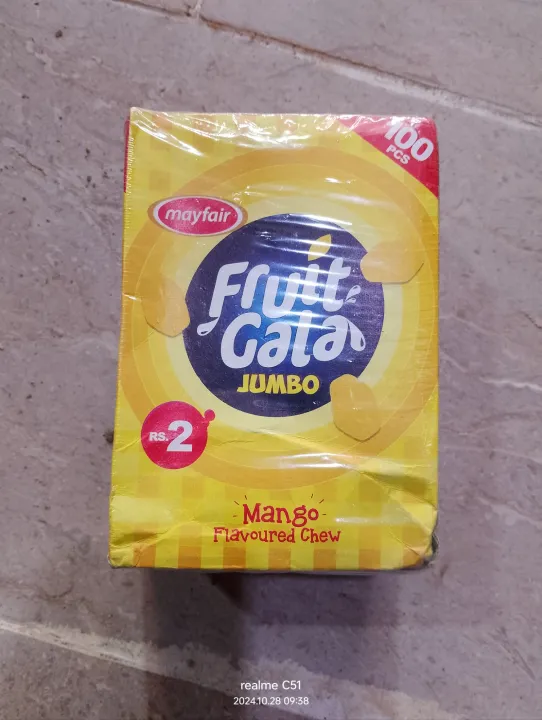 100
PCS
mayfair
Fruit
Gala
JUMBO
RS.2
Mango
Flavoured Chew
realme C51
2024.10.28 09:38